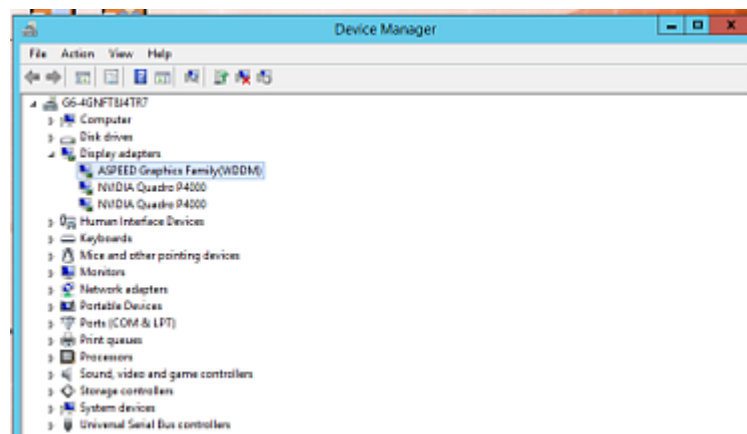 Device Manager
File Action View Help
G6-4GNFT8J4TR7
Computer
Disk drives
Display adapters
ASPEED Graphics Family(WDDM)
NVIDIA Quadro P4000
NVIDIA Quadro P4000
Human Interface Devices
Keyboards
Mice and other pointing devices
Monitors
Network adapters
Portable Devices
Ports (COM & LPT)
Print queues
Processors
Sound, video and game controllers
Storage controllers
System devices
Universal Serial Bus controllers